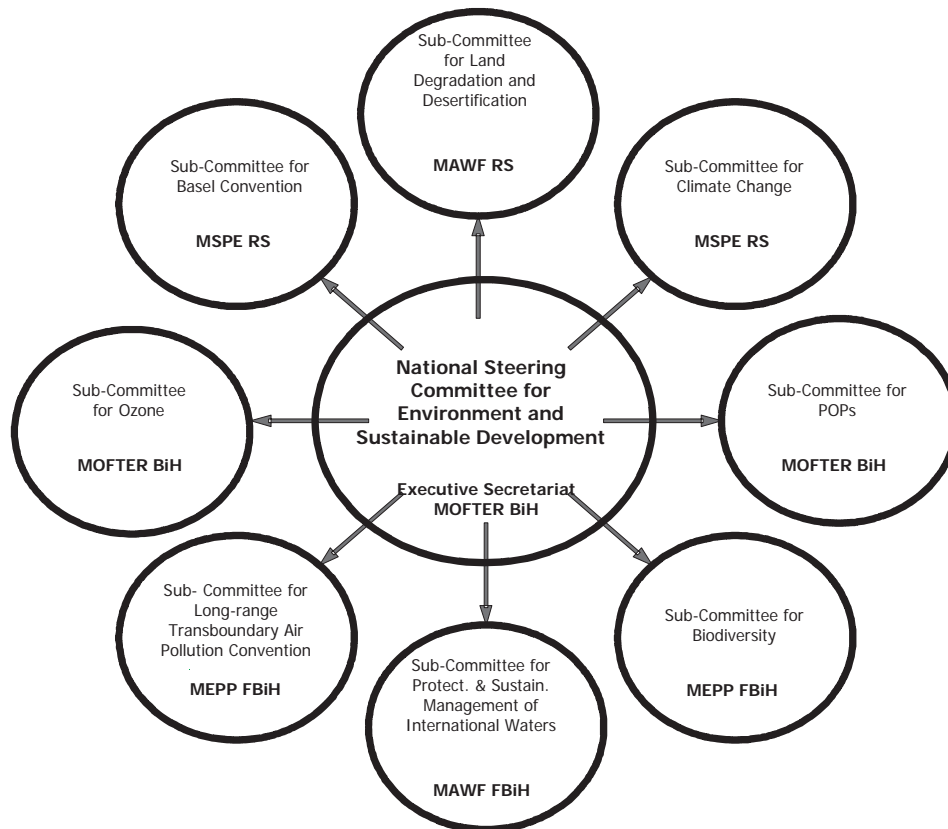 Sub-Committee
for Land
Degradation and
Desertification
MAWF RS
Sub-Committee for
Basel Convention
MSPE RS
Sub-Committee for
Climate Change
MSPE RS
National Steering
Committee for
Environment and
Sustainable Development
Executive Secretariat
MOFTER BiH
Sub-Committee
for Ozone
MOFTER BiH
Sub-Committee for
POPs
MOFTER BiH
Sub- Committee for
Long-range
Transboundary Air
Pollution Convention
MEPP FBiH
Sub-Committee for
Protect. & Sustain.
Management of
International Waters
MAWF FBiH
Sub-Committee for
Biodiversity
MEPP FBiH